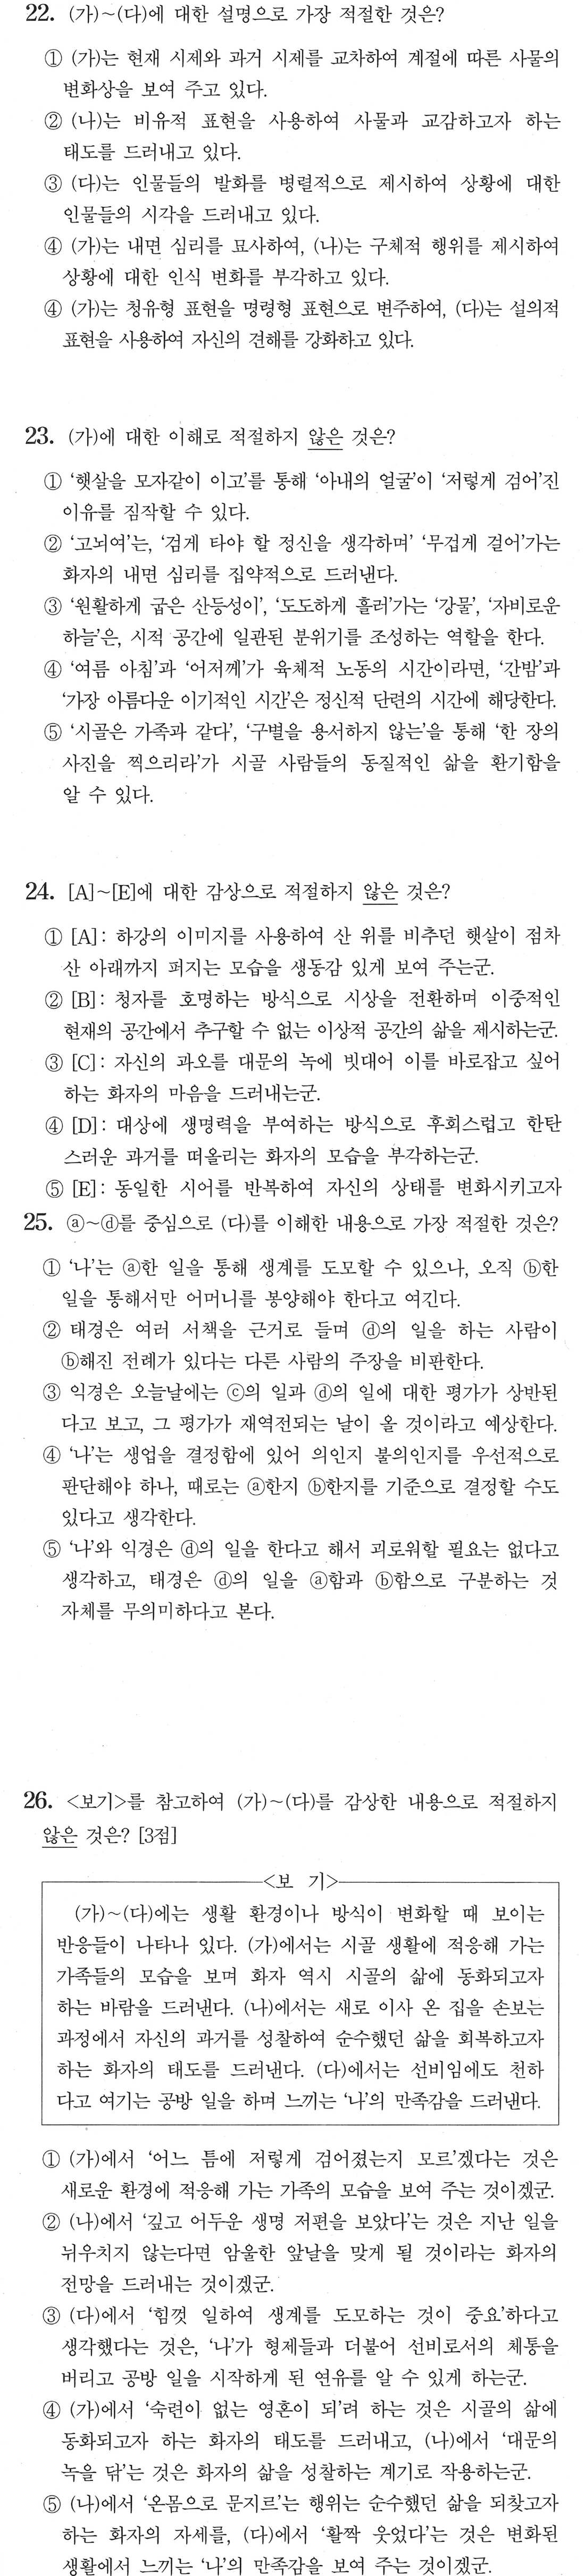 22. (가)~(다)에 대한 설명으로 가장 적절한 것은?
① (가)는 현재 시제와 과거 시제를 교차하여 계절에 따른 사물의
변화상을 보여 주고 있다.
② (나)는 비유적 표현을 사용하여 사물과 교감하고자 하는
태도를 드러내고 있다.
③ (다)는 인물들의 발화를 병렬적으로 제시하여 상황에 대한
인물들의 시각을 드러내고 있다.
④ (가)는 내면 심리를 묘사하여, (나)는 구체적 행위를 제시하여
상황에 대한 인식 변화를 부각하고 있다.
④ (가)는 청유형 표현을 명령형 표현으로 변주하여, (다)는 설의적
표현을 사용하여 자신의 견해를 강화하고 있다.
23. (가)에 대한 이해로 적절하지 않은 것은?
① ‘햇살을 모자같이 이고’를 통해 ‘아내의 얼굴’이 ‘저렇게 검어’진
이유를 짐작할 수 있다.
② ‘고뇌여’는, ‘검게 타야 할 정신을 생각하며’ ‘무겁게 걸어’가는
화자의 내면 심리를 집약적으로 드러낸다.
③ ‘원활하게 굽은 산등성이’, ‘도도하게 흘러’가는 ‘강물’, ‘자비로운
하늘’은, 시적 공간에 일관된 분위기를 조성하는 역할을 한다.
④ ‘여름 아침’과 ‘어저께’가 육체적 노동의 시간이라면, ‘간밤’과
‘가장 아름다운 이기적인 시간’은 정신적 단련의 시간에 해당한다.
⑤ ‘시골은 가족과 같다’, ‘구별을 용서하지 않는’을 통해 ‘한 장의
사진을 찍으리라’가 시골 사람들의 동질적인 삶을 환기함을
알 수 있다.
24. [A]~[E]에 대한 감상으로 적절하지 않은 것은?
① [A]: 하강의 이미지를 사용하여 산 위를 비추던 햇살이 점차
산 아래까지 퍼지는 모습을 생동감 있게 보여 주는군.
② [B]: 청자를 호명하는 방식으로 시상을 전환하며 이중적인
현재의 공간에서 추구할 수 없는 이상적 공간의 삶을 제시하는군.
③ [C]: 자신의 과오를 대문의 녹에 빗대어 이를 바로잡고 싶어
하는 화자의 마음을 드러내는군.
④ [D]: 대상에 생명력을 부여하는 방식으로 후회스럽고 한탄
스러운 과거를 떠올리는 화자의 모습을 부각하는군.
⑤ [E]: 동일한 시어를 반복하여 자신의 상태를 변화시키고자
25. ⓐ~ⓓ를 중심으로 (다)를 이해한 내용으로 가장 적절한 것은?
① ‘나’는 ⓐ한 일을 통해 생계를 도모할 수 있으나, 오직 ⓑ한
일을 통해서만 어머니를 봉양해야 한다고 여긴다.
② 태경은 여러 서책을 근거로 들며 ⓓ의 일을 하는 사람이
ⓑ해진 전례가 있다는 다른 사람의 주장을 비판한다.
③ 익경은 오늘날에는 ⓒ의 일과 ⓓ의 일에 대한 평가가 상반된
다고 보고, 그 평가가 재역전되는 날이 올 것이라고 예상한다.
④ ‘나’는 생업을 결정함에 있어 의인지 불의인지를 우선적으로
판단해야 하나, 때로는 ⓐ한지 ⓑ한지를 기준으로 결정할 수도
있다고 생각한다.
⑤ ‘나’와 익경은 ⓓ의 일을 한다고 해서 괴로워할 필요는 없다고
생각하고, 태경은 ⓓ의 일을 ⓐ함과 ⓑ함으로 구분하는 것
자체를 무의미하다고 본다.
26. <보기>를 참고하여 (가)~(다)를 감상한 내용으로 적절하지
않은 것은? [3점]
<보 기>
(가)~(다)에는 생활 환경이나 방식이 변화할 때 보이는
반응들이 나타나 있다. (가)에서는 시골 생활에 적응해 가는
가족들의 모습을 보며 화자 역시 시골의 삶에 동화되고자
하는 바람을 드러낸다. (나)에서는 새로 이사 온 집을 손보는
과정에서 자신의 과거를 성찰하여 순수했던 삶을 회복하고자
하는 화자의 태도를 드러낸다. (다)에서는 선비임에도 천하
다고 여기는 공방 일을 하며 느끼는 ‘나’의 만족감을 드러낸다.
① (가)에서 ‘어느 틈에 저렇게 검어졌는지 모르’겠다는 것은
새로운 환경에 적응해 가는 가족의 모습을 보여 주는 것이겠군.
② (나)에서 ‘깊고 어두운 생명 저편을 보았다’는 것은 지난 일을
뉘우치지 않는다면 암울한 앞날을 맞게 될 것이라는 화자의
전망을 드러내는 것이겠군.
③ (다)에서 ‘힘껏 일하여 생계를 도모하는 것이 중요’하다고
생각했다는 것은, ‘나’가 형제들과 더불어 선비로서의 체통을
버리고 공방 일을 시작하게 된 연유를 알 수 있게 하는군.
④ (가)에서 ‘숙련이 없는 영혼이 되’려 하는 것은 시골의 삶에
동화되고자 하는 화자의 태도를 드러내고, (나)에서 ‘대문의
녹을 닦’는 것은 화자의 삶을 성찰하는 계기로 작용하는군.
⑤ (나)에서 ‘온몸으로 문지르’는 행위는 순수했던 삶을 되찾고자
하는 화자의 자세를, (다)에서 ‘활짝 웃었다’는 것은 변화된
생활에서 느끼는 ‘나’의 만족감을 보여 주는 것이겠군.